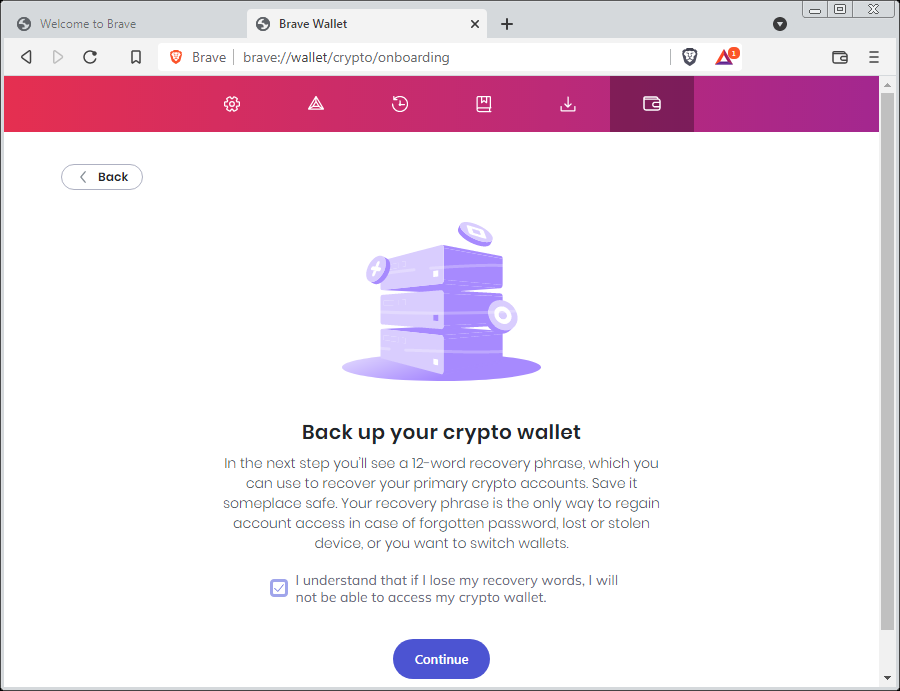 Welcome to Brave
Brave Wallet
Brave
brave://wallet/crypto/onboarding
1
Back
Back up your crypto wallet
In the next step you'll see a 12-word recovery phrase, which you
can use to recover your primary crypto accounts. Save it
someplace safe. Your recovery phrase is the only way to regain
account access in case of forgotten password, lost or stolen
device, or you want to switch wallets.
I understand that if I lose my recovery words, I will
not be able to access my crypto wallet.
Continue